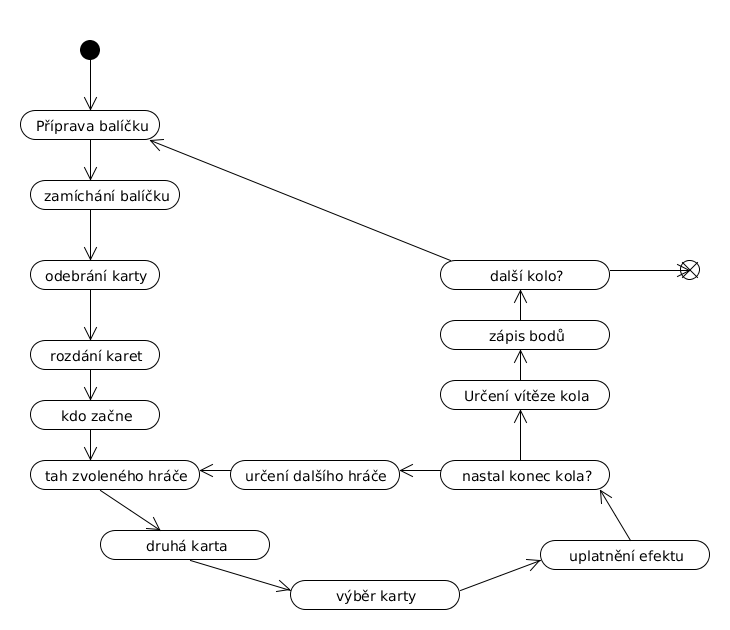 Příprava balíčku
zamíchání balíčku
odebrání karty
další kolo?
zápis bodů
rozdání karet
Určení vítěze kola
kdo začne
tah zvoleného hráče
určení dalšího hráče
nastal konec kola?
druhá karta
uplatnění efektu
výběr karty